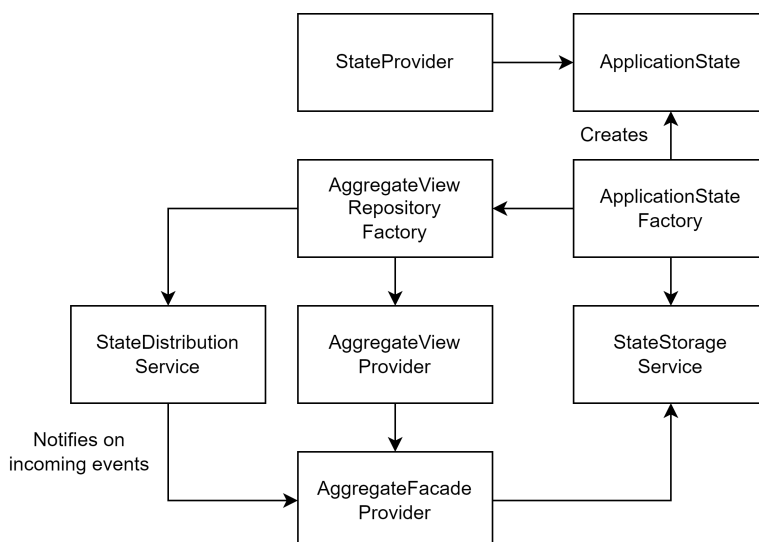 StateProvider
ApplicationState
Creates
AggregateView
Repository
Factory
ApplicationState
Factory
StateDistribution
Service
AggregateView
Provider
StateStorage
Service
Notifies on
incoming events
AggregateFacade
Provider